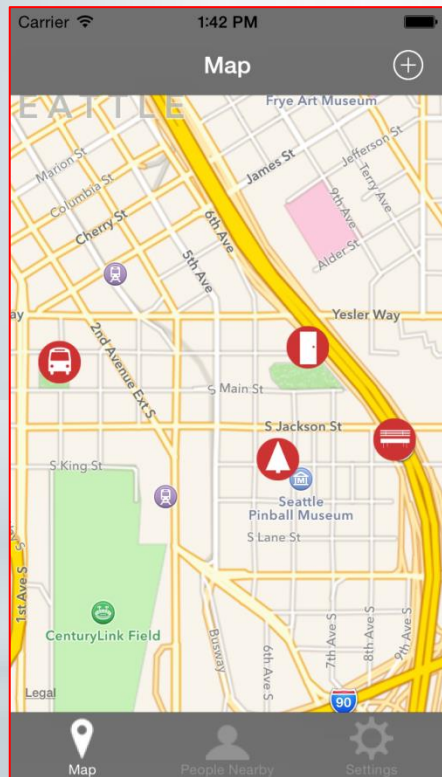 Carrier 1:42 PM
Map
EATTLE
Frye Art Museum
Marion St
James St
Jefferson St
Columbia St
Terry Ave
9th Ave
Cherry St
6th Ave
Alder St
5th Ave
ay
Yesler Way
2nd Avenue Ext S
S Main St
S Jackson St
S King St
Seattle
Pinball Museum
S Lane St
1st Ave S
CenturyLink Field
Busway
6th Ave S
7th Ave S
8th Ave S
9th Ave S
Legal
90
Map People Nearby Settings